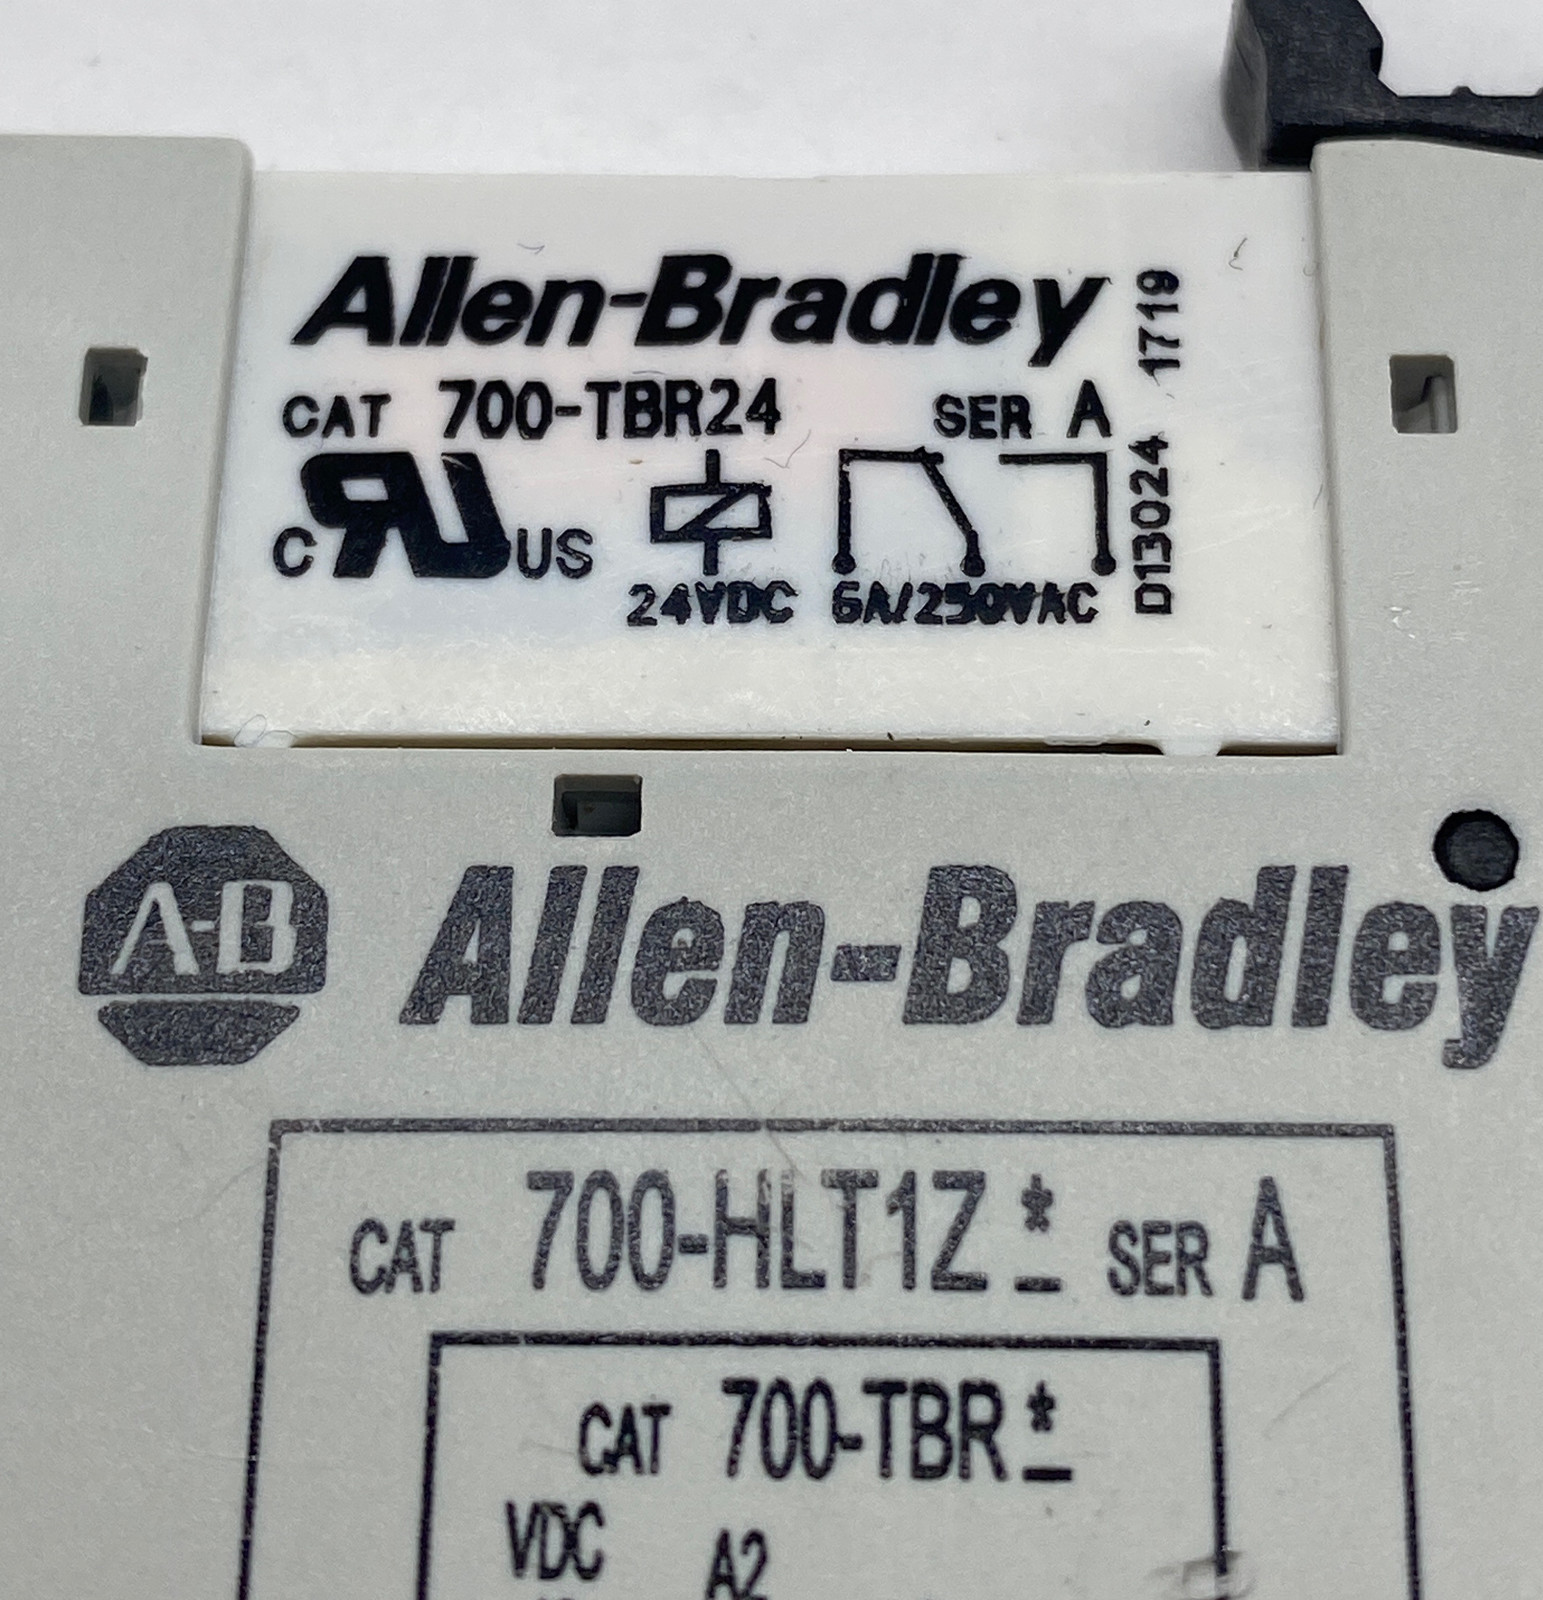 Allen-Bradley
CAT 700-TBR24 SER A
C RU US
24VDC 6A/250VAC
D13024 1719
A-B Allen-Bradley
CAT 700-HLT1Z* SER A
CAT 700-TBR*
VDC A2